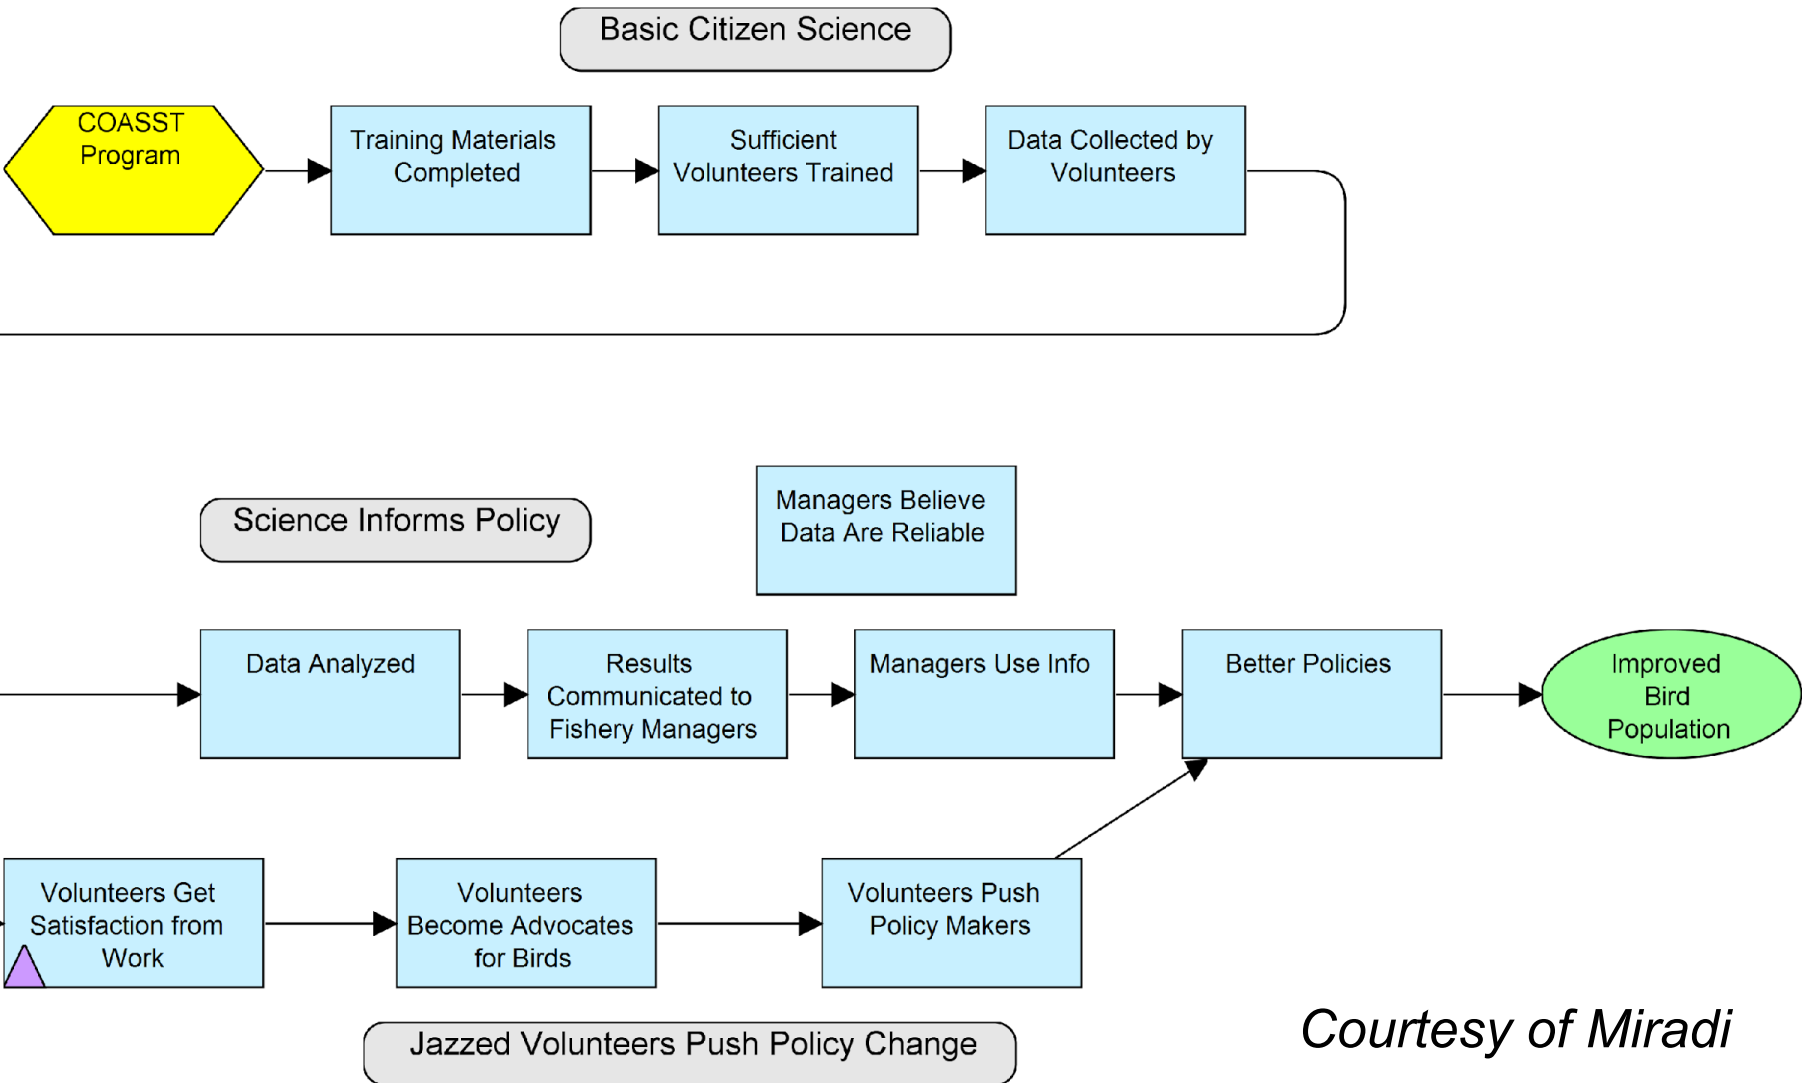 Basic Citizen Science
COASST
Program
Training Materials
Completed
Sufficient
Volunteers Trained
Data Collected by
Volunteers
Science Informs Policy
Managers Believe
Data Are Reliable
Data Analyzed
Results
Communicated to
Fishery Managers
Managers Use Info
Better Policies
Improved
Bird
Population
Volunteers Get
Satisfaction from
Work
Volunteers
Become Advocates
for Birds
Volunteers Push
Policy Makers
Jazzed Volunteers Push Policy Change
Courtesy of Miradi